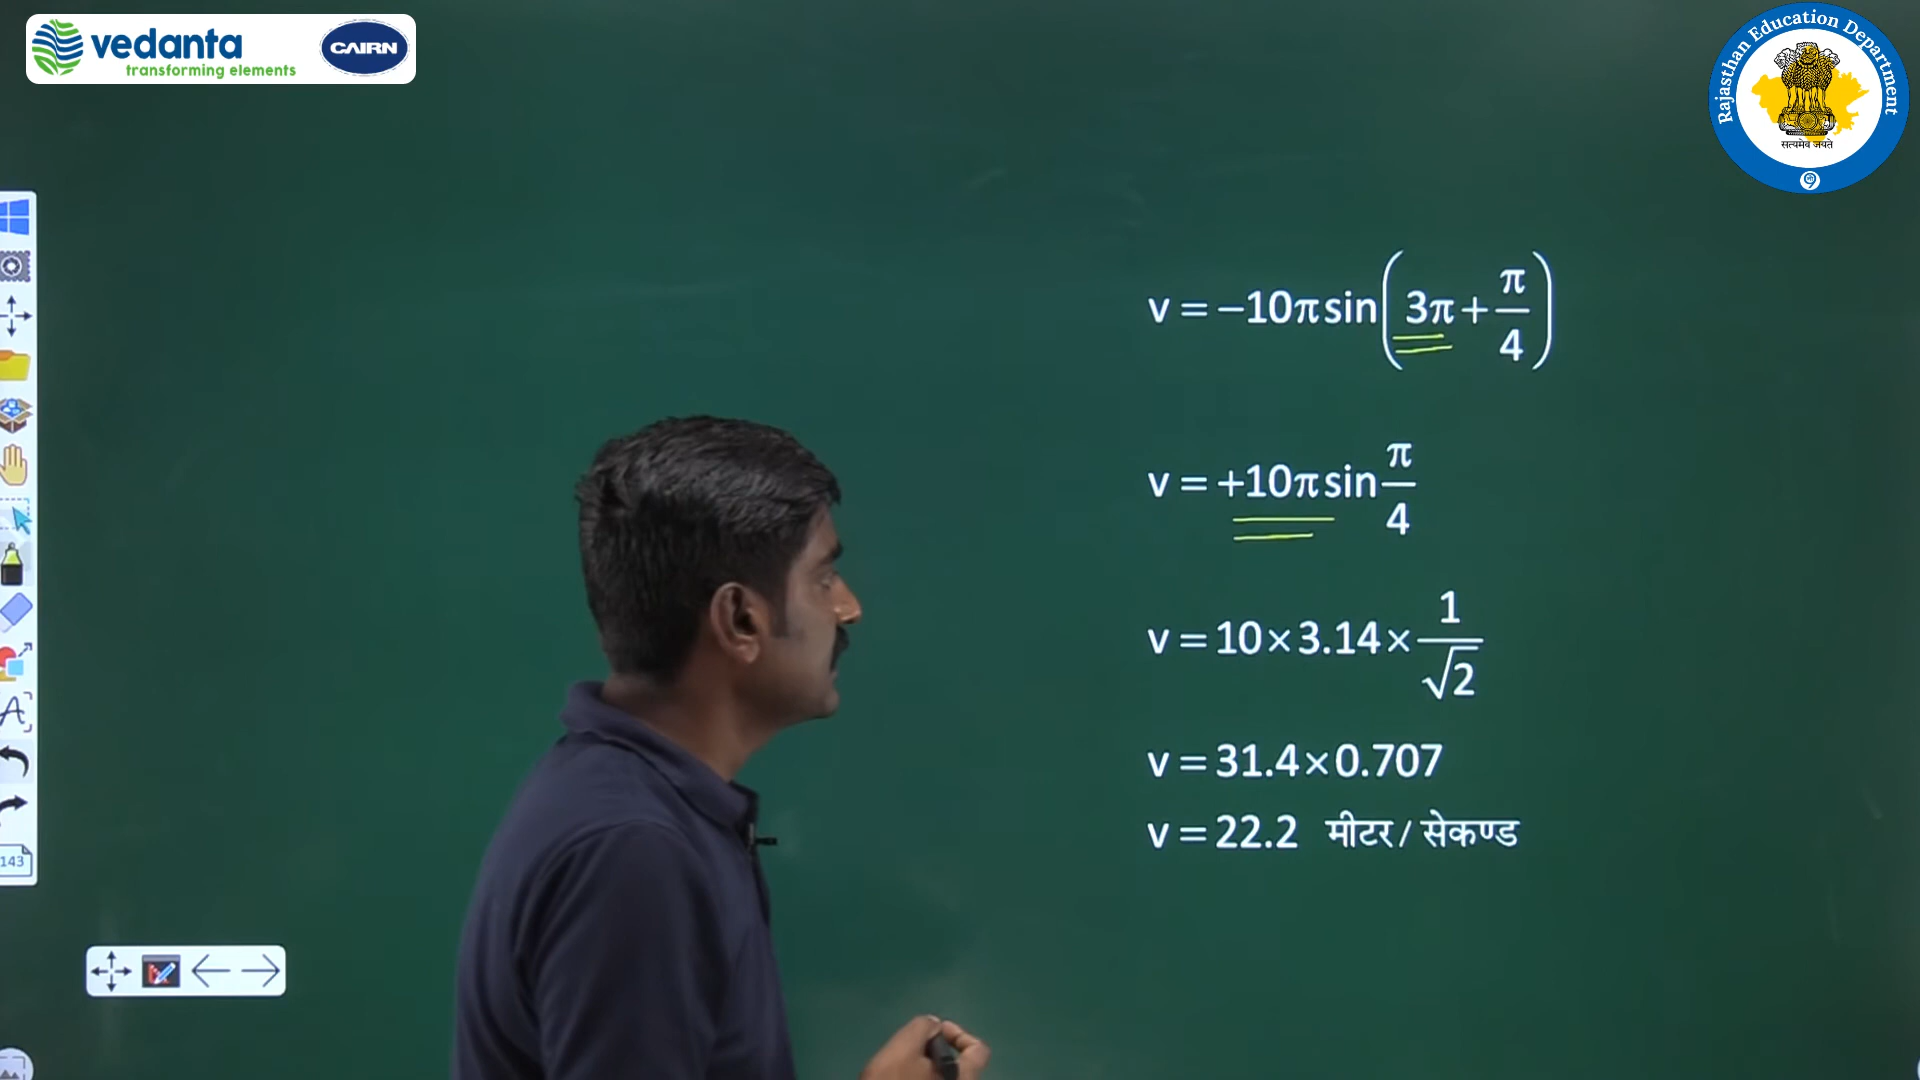 vedanta
transforming elements
CAIRN
Rajasthan Education Department
सत्यमेव जयते
v = −10π sin(3π + π/4)
v = +10π sin π/4
v = 10 × 3.14 × 1/√2
v = 31.4 × 0.707
v = 22.2 मीटर / सेकण्ड
143